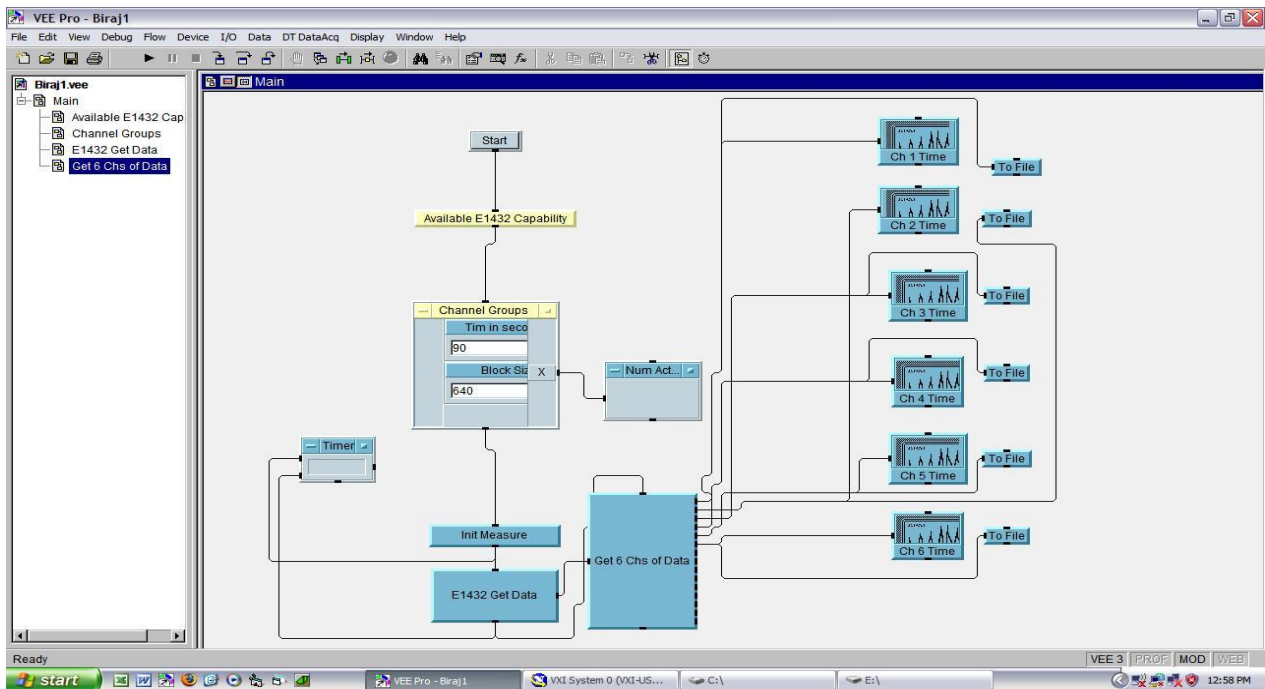 VEE Pro - Biraj1
File Edit View Debug Flow Device I/O Data DT DataAcq Display Window Help
Biraj1.vee
Main
Available E1432 Cap
Channel Groups
E1432 Get Data
Get 6 Chs of Data
Main
Start
Available E1432 Capability
Channel Groups
Tim in seco
90
Block Siz
X
640
Num Act...
Timer
Init Measure
E1432 Get Data
Get 6 Chs of Data
Ch 1 Time
To File
Ch 2 Time
To File
Ch 3 Time
To File
Ch 4 Time
To File
Ch 5 Time
To File
Ch 6 Time
To File
Ready
VEE 3 PROF MOD WEB
start
VEE Pro - Biraj1
VXI System 0 (VXI-US...
C:\
E:\
12:58 PM